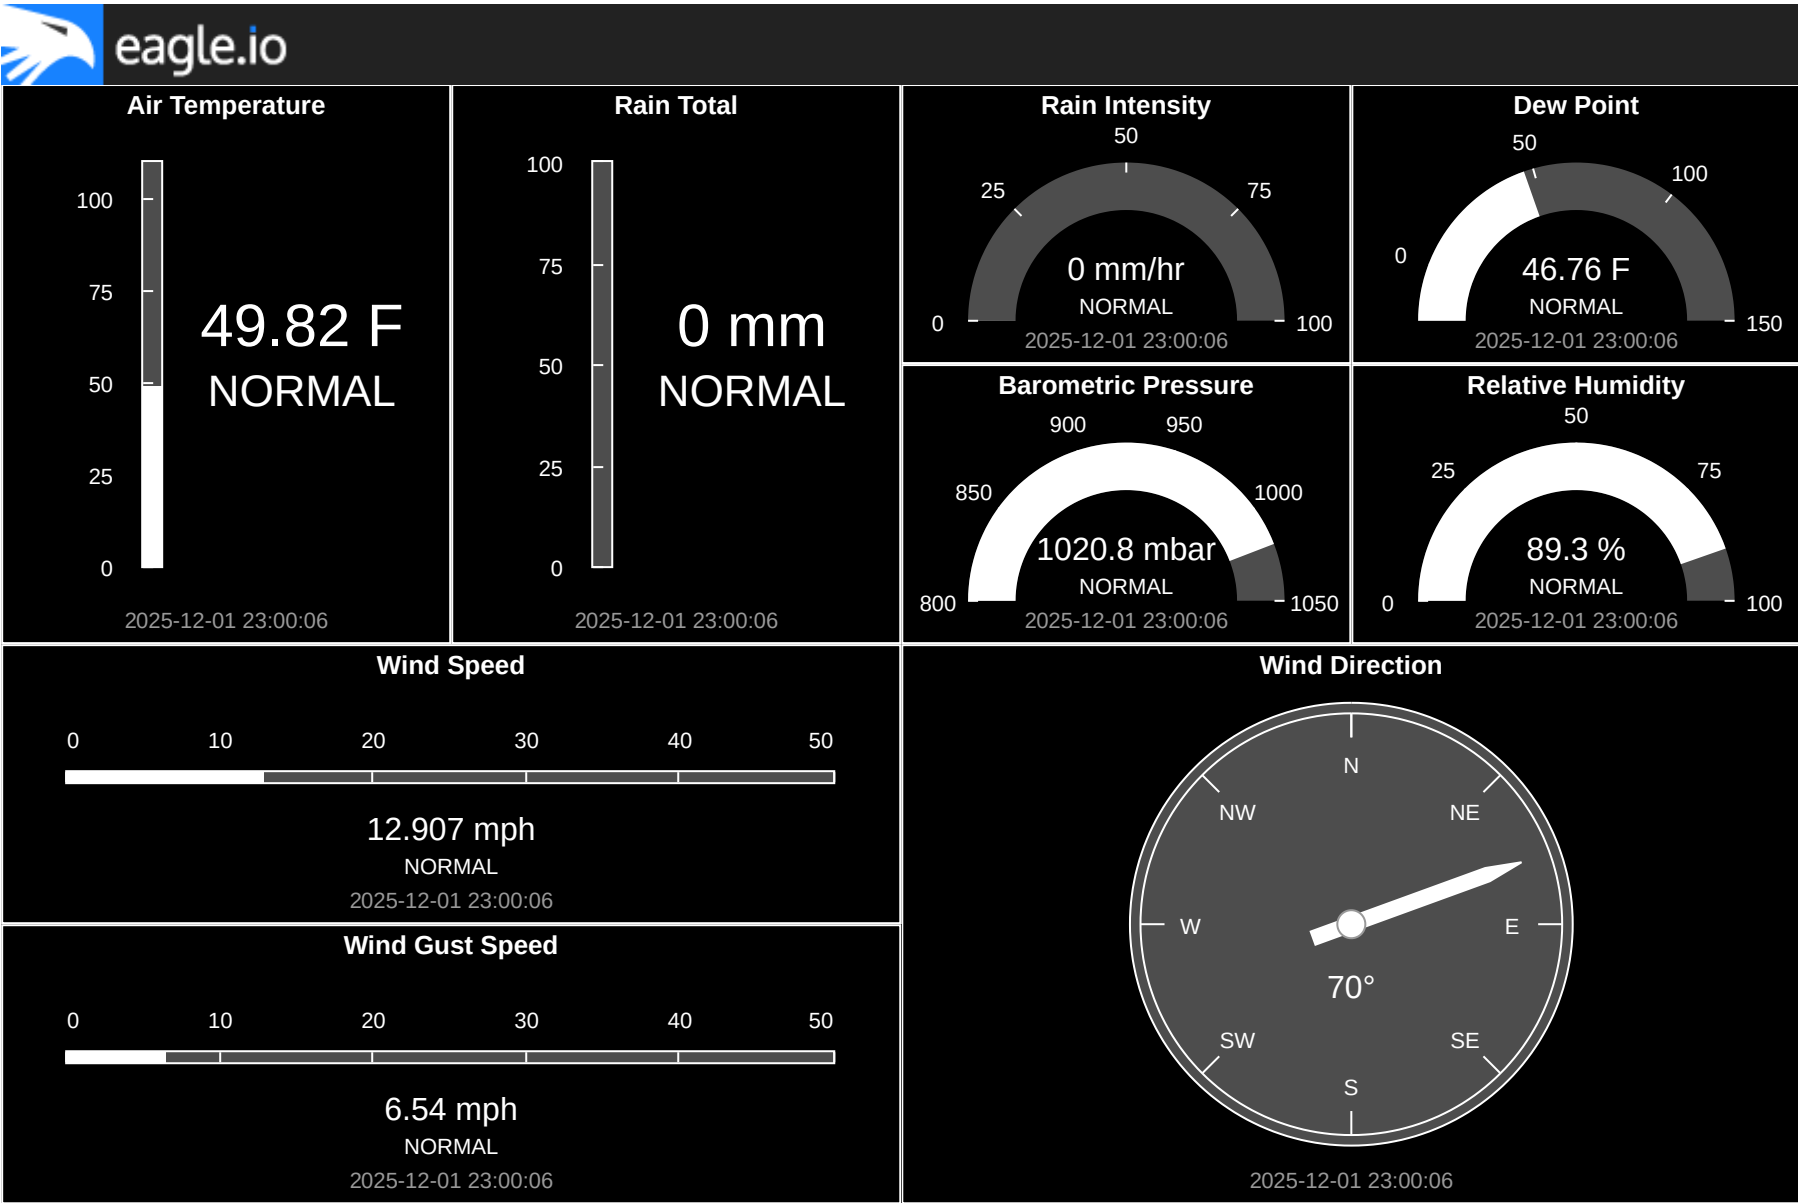 eagle.io
Air Temperature
100
75
50
25
0
49.82 F
NORMAL
2025-12-01 23:00:06
Rain Total
100
75
50
25
0
0 mm
NORMAL
2025-12-01 23:00:06
Rain Intensity
0
25
50
75
100
0 mm/hr
NORMAL
2025-12-01 23:00:06
Dew Point
0
50
100
150
46.76 F
NORMAL
2025-12-01 23:00:06
Barometric Pressure
800
850
900
950
1000
1050
1020.8 mbar
NORMAL
2025-12-01 23:00:06
Relative Humidity
0
25
50
75
100
89.3 %
NORMAL
2025-12-01 23:00:06
Wind Speed
0 10 20 30 40 50
12.907 mph
NORMAL
2025-12-01 23:00:06
Wind Gust Speed
0 10 20 30 40 50
6.54 mph
NORMAL
2025-12-01 23:00:06
Wind Direction
N
NW NE
W E
70°
SW SE
S
2025-12-01 23:00:06